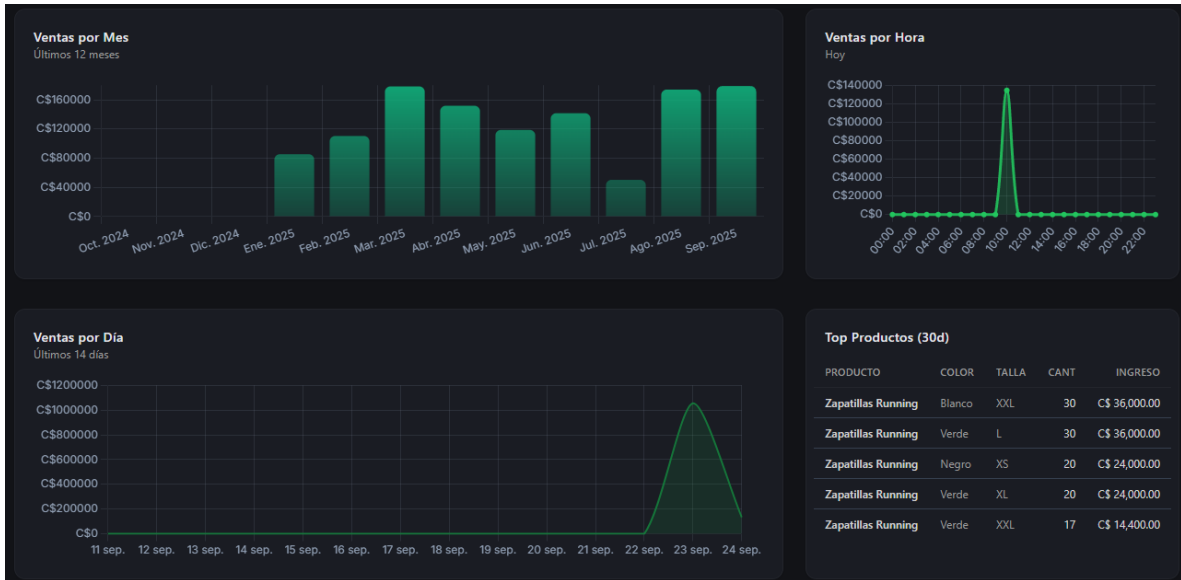 Ventas por Mes
Últimos 12 meses
C$160000
C$120000
C$80000
C$40000
C$0
Oct. 2024 Nov. 2024 Dic. 2024 Ene. 2025 Feb. 2025 Mar. 2025 Abr. 2025 May. 2025 Jun. 2025 Jul. 2025 Ago. 2025 Sep. 2025
Ventas por Hora
Hoy
C$140000
C$120000
C$100000
C$80000
C$60000
C$40000
C$20000
C$0
00:00 02:00 04:00 06:00 08:00 10:00 12:00 14:00 16:00 18:00 20:00 22:00
Ventas por Día
Últimos 14 días
C$1200000
C$1000000
C$800000
C$600000
C$400000
C$200000
C$0
11 sep. 12 sep. 13 sep. 14 sep. 15 sep. 16 sep. 17 sep. 18 sep. 19 sep. 20 sep. 21 sep. 22 sep. 23 sep. 24 sep.
Top Productos (30d)
PRODUCTO COLOR TALLA CANT INGRESO
Zapatillas Running Blanco XXL 30 C$ 36,000.00
Zapatillas Running Verde L 30 C$ 36,000.00
Zapatillas Running Negro XS 20 C$ 24,000.00
Zapatillas Running Verde XL 20 C$ 24,000.00
Zapatillas Running Verde XXL 17 C$ 14,400.00